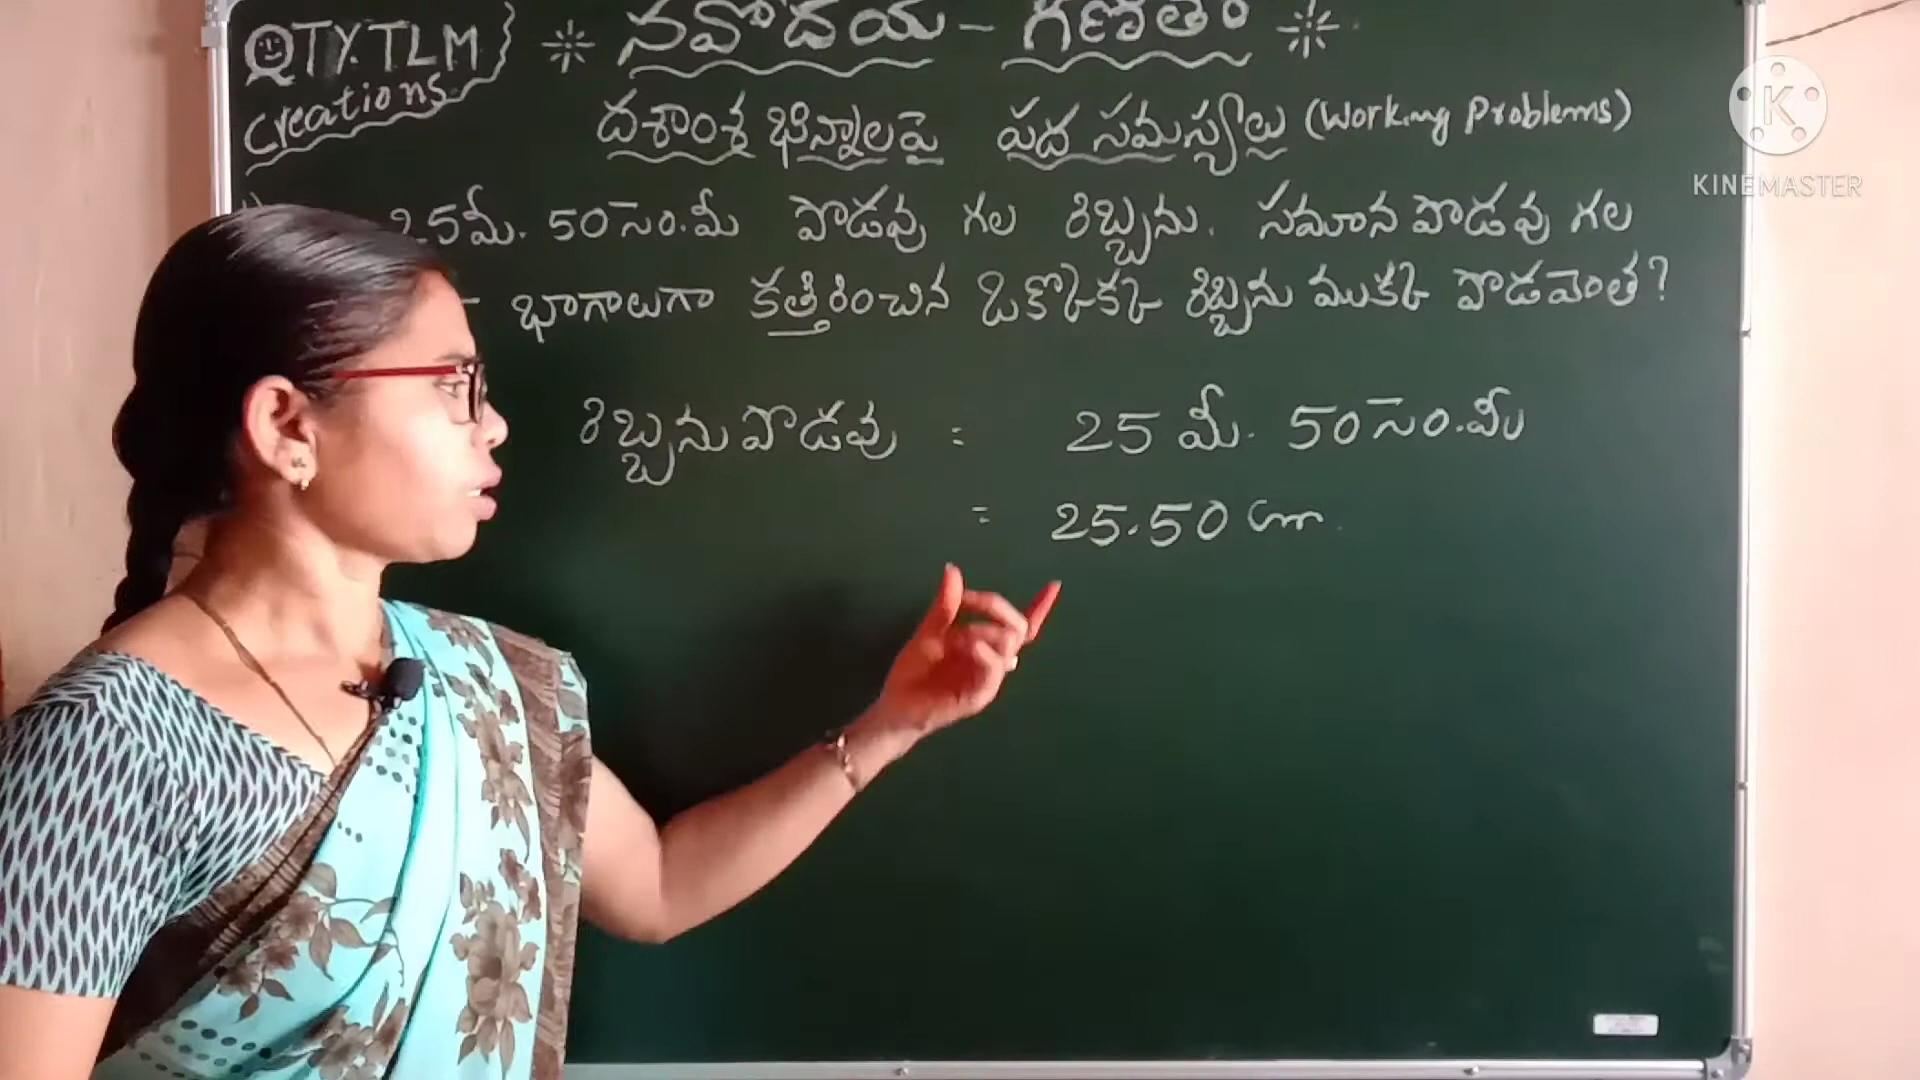 QTY.TLM
Creations
నవోదయ - గణితం
దశాంశ భిన్నాలపై పద సమస్యలు (Working Problems)
25మీ. 50సెం.మీ పొడవు గల రిబ్బను. సమాన పొడవు గల
భాగాలుగా కత్తిరించిన ఒక్కొక్క రిబ్బను ముక్క పొడవెంత?
రిబ్బను పొడవు = 25 మీ. 50సెం.మీ
= 25.50 cm.
K
KINEMASTER